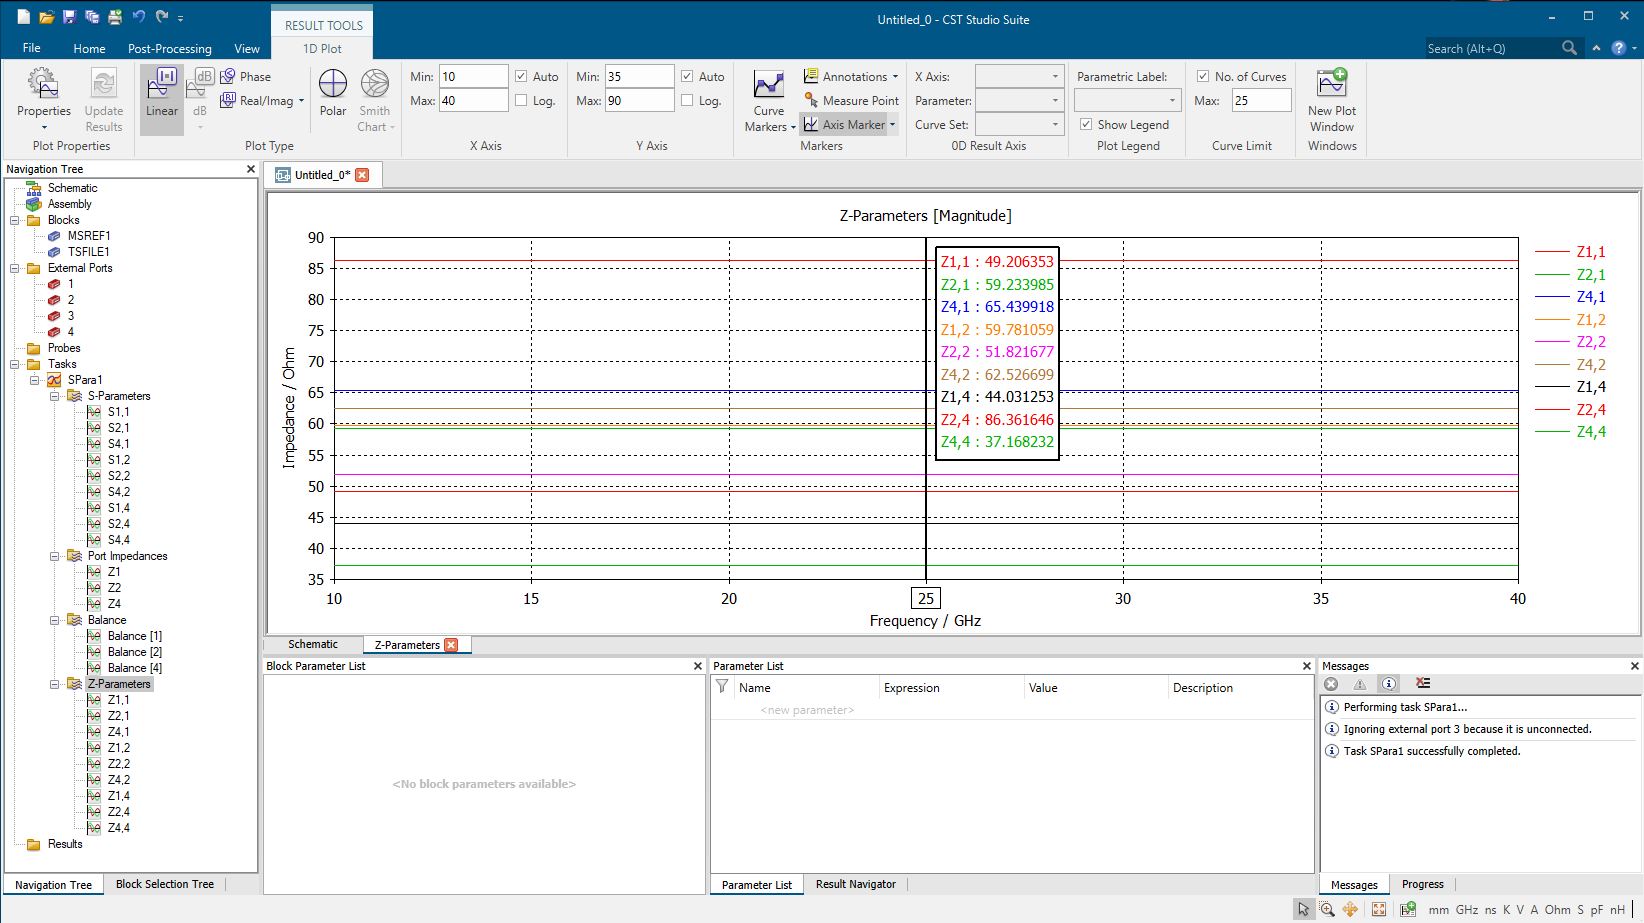 Untitled_0 - CST Studio Suite
RESULT TOOLS
File
Home
Post-Processing
View
1D Plot
Search (Alt+Q)
Properties
Update
Results
Plot Properties
Linear
dB
dB
Phase
Real/Imag
Polar
Smith
Chart
Plot Type
Min: 10
Auto
Max: 40
Log.
X Axis
Min: 35
Auto
Max: 90
Log.
Y Axis
Curve
Markers
Annotations
Measure Point
Axis Marker
Markers
X Axis:
Parameter:
Curve Set:
0D Result Axis
Parametric Label:
Show Legend
Plot Legend
No. of Curves
Max: 25
Curve Limit
New Plot
Window
Windows
Navigation Tree
Schematic
Assembly
Blocks
MSREF1
TSFILE1
External Ports
1
2
3
4
Probes
Tasks
SPara1
S-Parameters
S1,1
S2,1
S4,1
S1,2
S2,2
S4,2
S1,4
S2,4
S4,4
Port Impedances
Z1
Z2
Z4
Balance
Balance [1]
Balance [2]
Balance [4]
Z-Parameters
Z1,1
Z2,1
Z4,1
Z1,2
Z2,2
Z4,2
Z1,4
Z2,4
Z4,4
Results
Navigation Tree
Block Selection Tree
Untitled_0*
Z-Parameters [Magnitude]
Impedance / Ohm
90
85
80
75
70
65
60
55
50
45
40
35
10
15
20
25
30
35
40
Frequency / GHz
Z1,1 : 49.206353
Z2,1 : 59.233985
Z4,1 : 65.439918
Z1,2 : 59.781059
Z2,2 : 51.821677
Z4,2 : 62.526699
Z1,4 : 44.031253
Z2,4 : 86.361646
Z4,4 : 37.168232
Z1,1
Z2,1
Z4,1
Z1,2
Z2,2
Z4,2
Z1,4
Z2,4
Z4,4
Schematic
Z-Parameters
Block Parameter List
<No block parameters available>
Parameter List
Name
Expression
Value
Description
<new parameter>
Parameter List
Result Navigator
Messages
Performing task SPara1...
Ignoring external port 3 because it is unconnected.
Task SPara1 successfully completed.
Messages
Progress
mm GHz ns K V A Ohm S pF nH